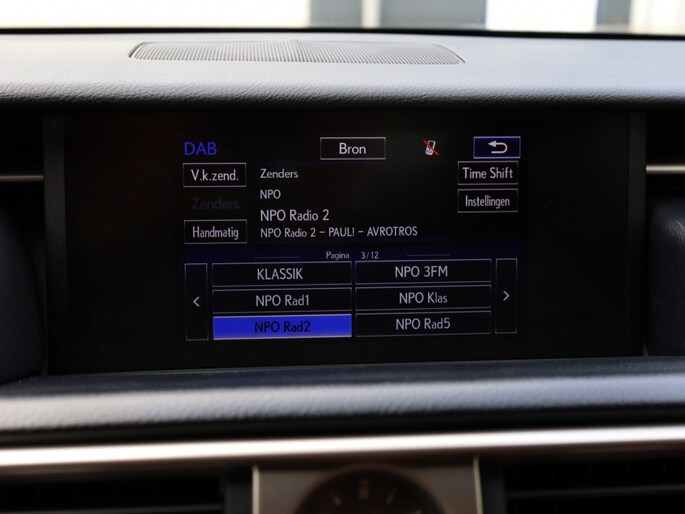 DAB
Bron
V.k.zend.
Zenders
Time Shift
Zenders
NPO
Instellingen
NPO Radio 2
Handmatig
NPO Radio 2 - PAUL! - AVROTROS
Pagina 3/12
KLASSIK
NPO 3FM
NPO Rad1
NPO Klas
NPO Rad2
NPO Rad5